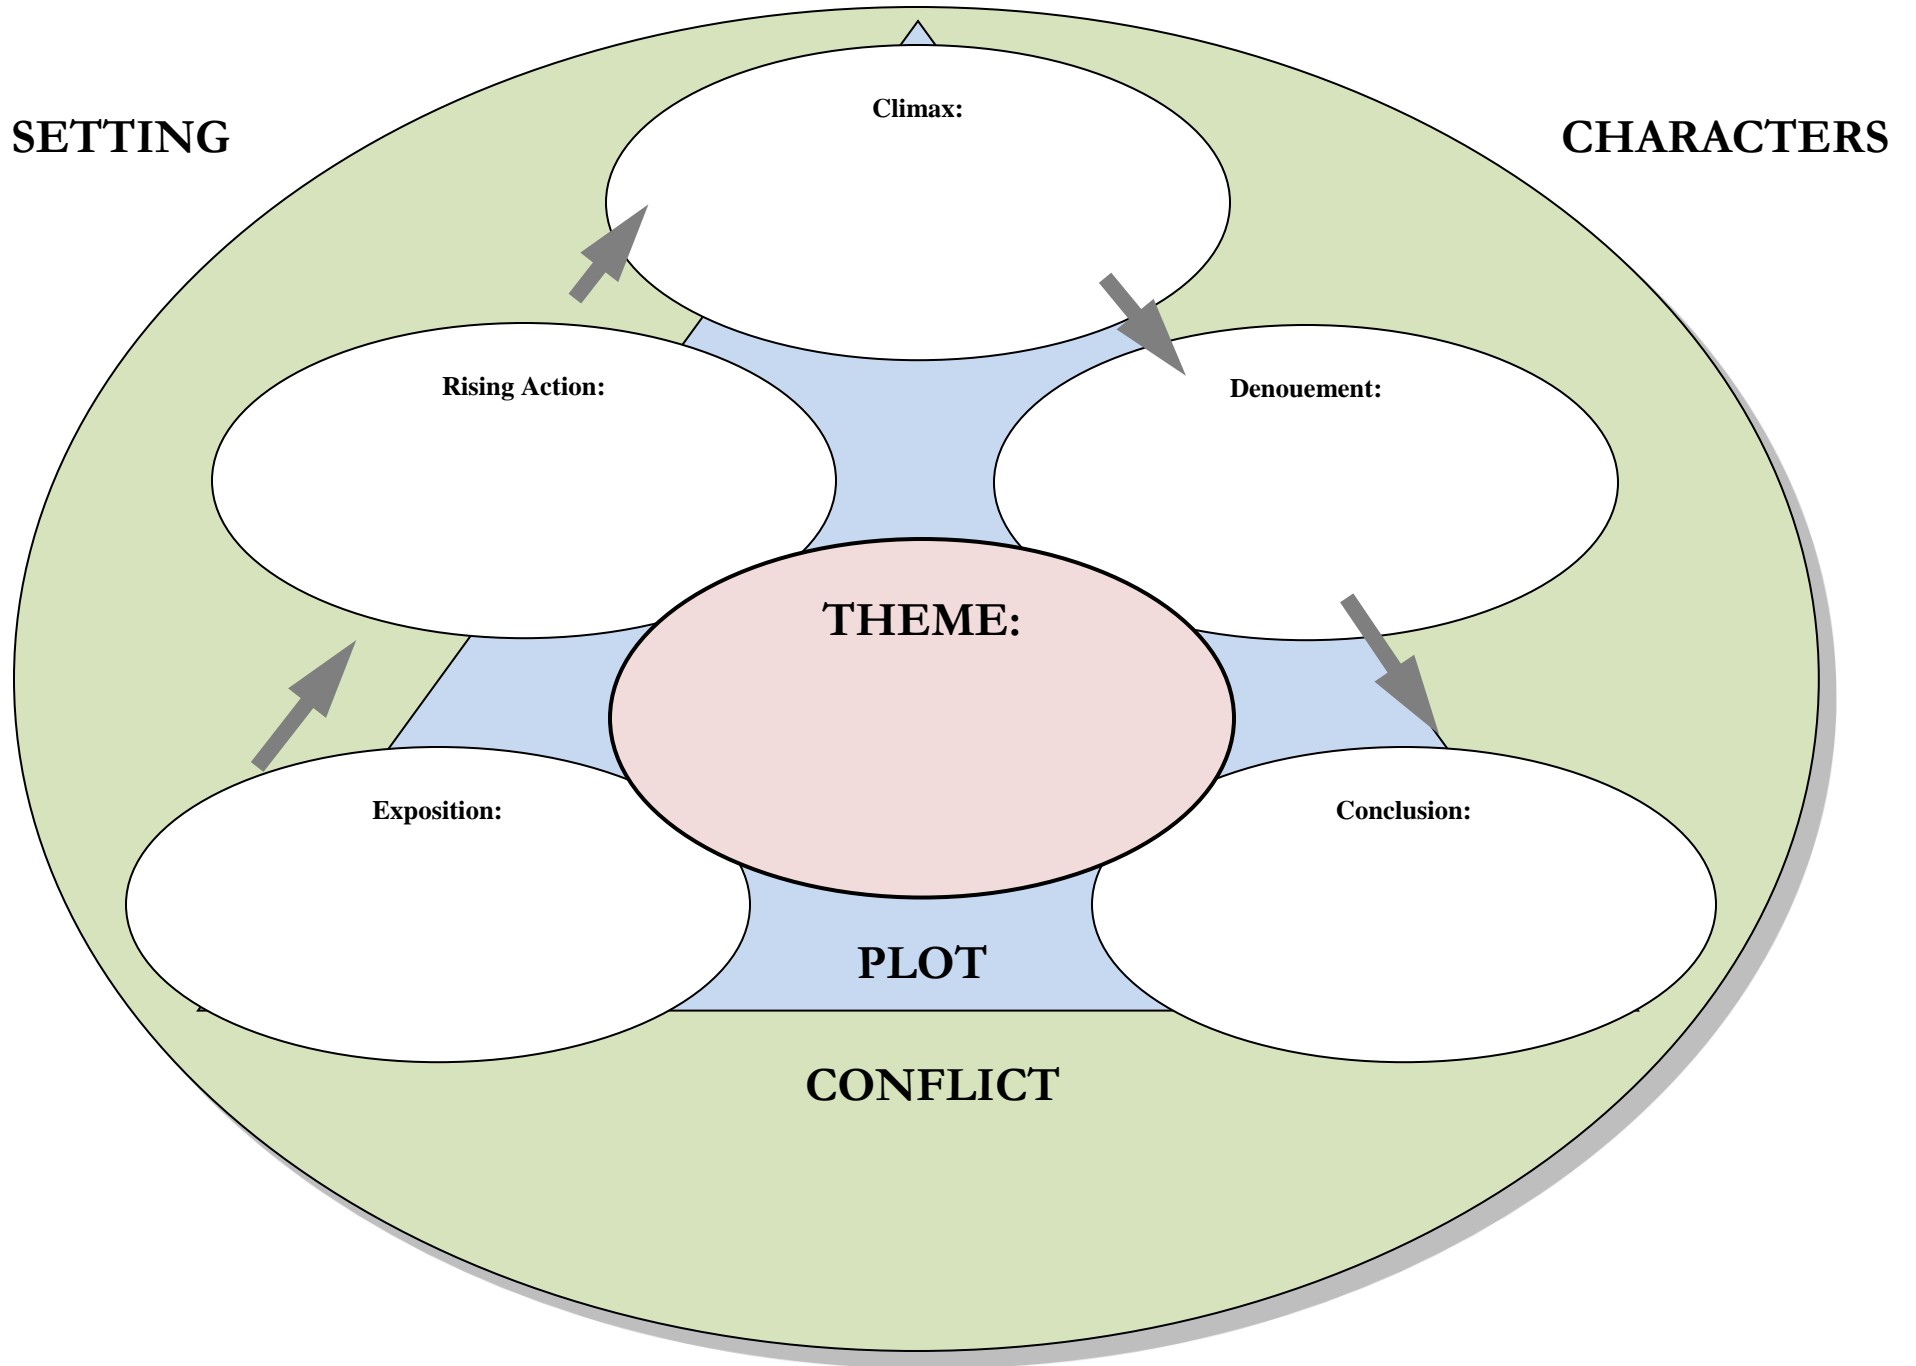 SETTING
CHARACTERS
Climax:
Rising Action:
Denouement:
THEME:
Exposition:
Conclusion:
PLOT
CONFLICT